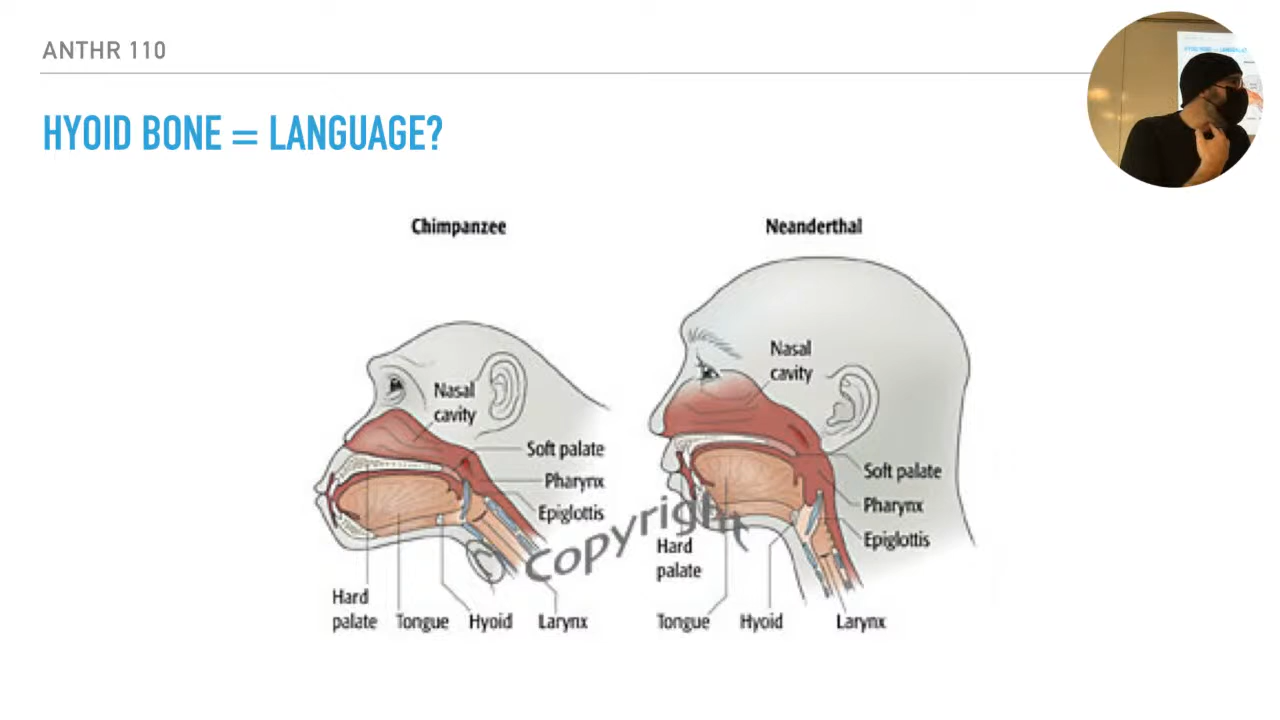 ANTHR 110
HYOID BONE = LANGUAGE?
Chimpanzee
Nasal
cavity
Soft palate
Pharynx
Epiglottis
Hard
palate
Tongue
Hyoid
Larynx
Neanderthal
Nasal
cavity
Soft palate
Pharynx
Epiglottis
Hard
palate
Tongue
Hyoid
Larynx
© Copyright